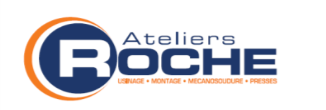 Ateliers
ROCHE
USINAGE • MONTAGE • MECANOSOUDURE • PRESSES